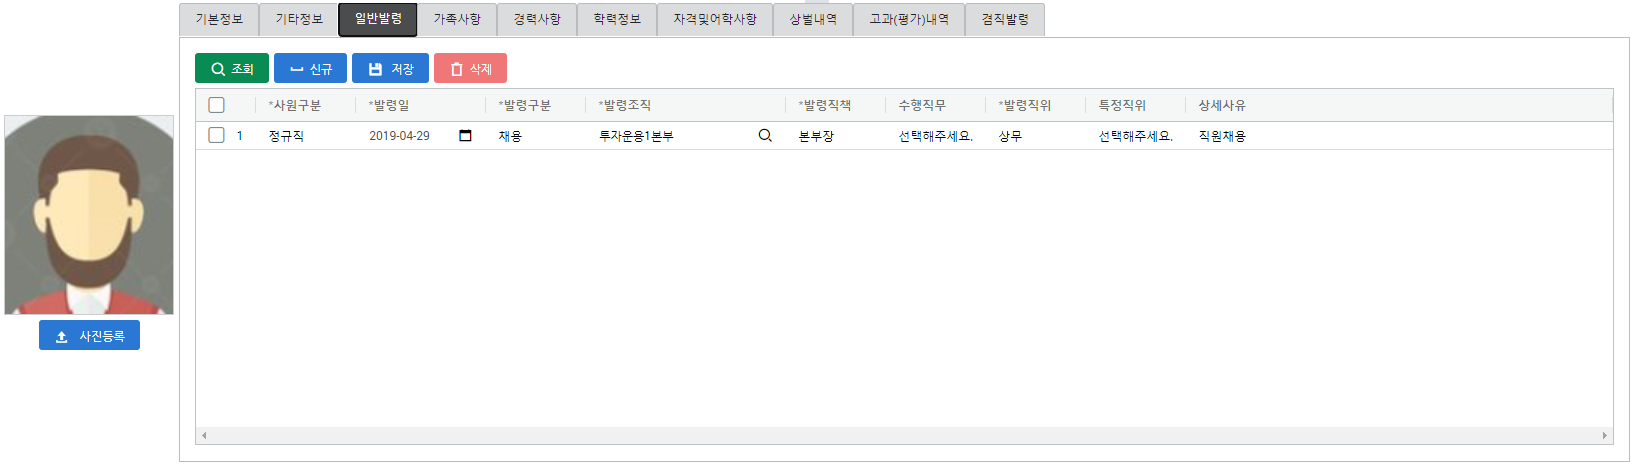 기본정보 기타정보 일반발령 가족사항 경력사항 학력정보 자격및어학사항 상벌내역 고과(평가)내역 겸직발령
조회 신규 저장 삭제
*사원구분 *발령일 *발령구분 *발령조직 *발령직책 수행직무 *발령직위 특정직위 상세사유
1 정규직 2019-04-29 채용 투자운용1본부 본부장 선택해주세요. 상무 선택해주세요. 직원채용
사진등록